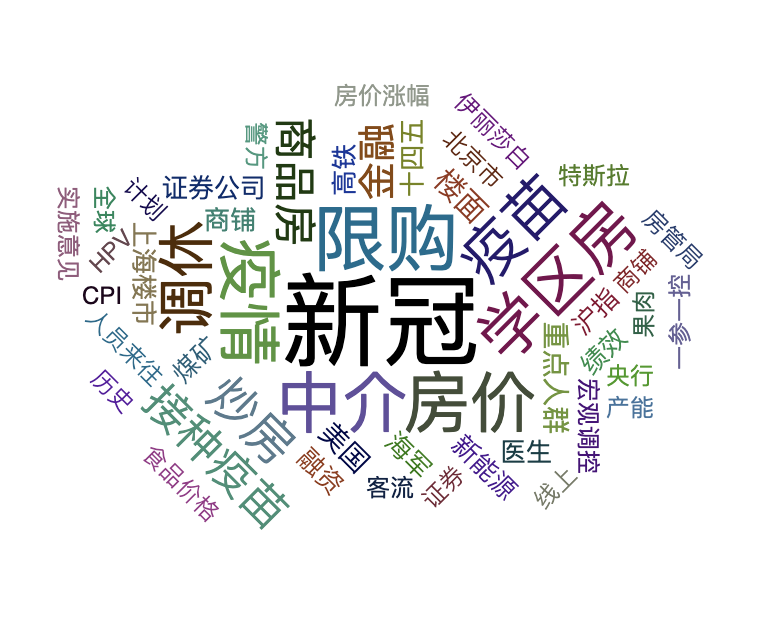 房价涨幅
伊丽莎白
警方
商品房
高铁
金融
十四五
北京市
特斯拉
实施意见
全球
计划
证券公司
商铺
楼面
疫苗
HPV
上海楼市
调休
疫情
限购
学区房
房管局
CPI
新冠
沪指
商铺
果肉
一参一控
人员来往
煤矿
重点人群
绩效
央行
历史
接种疫苗
炒房
中介
房价
宏观调控
产能
食品价格
融资
美国
客流
海军
证券
新能源
医生
线上